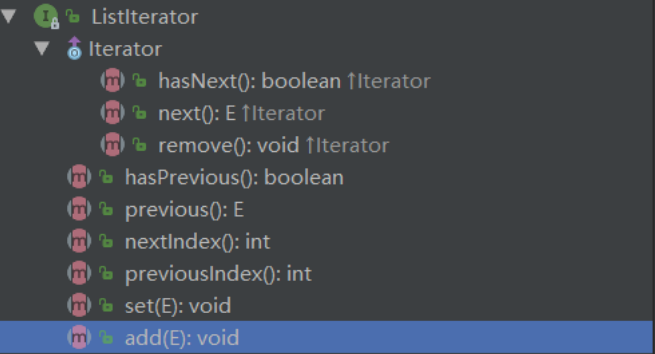 ListIterator
Iterator
hasNext(): boolean ↑Iterator
next(): E ↑Iterator
remove(): void ↑Iterator
hasPrevious(): boolean
previous(): E
nextIndex(): int
previousIndex(): int
set(E): void
add(E): void